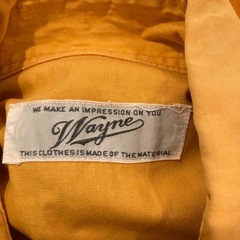 WE MAKE AN IMPRESSION ON YOU
Wayne
THIS CLOTHES IS MADE OF THE MATERIAL